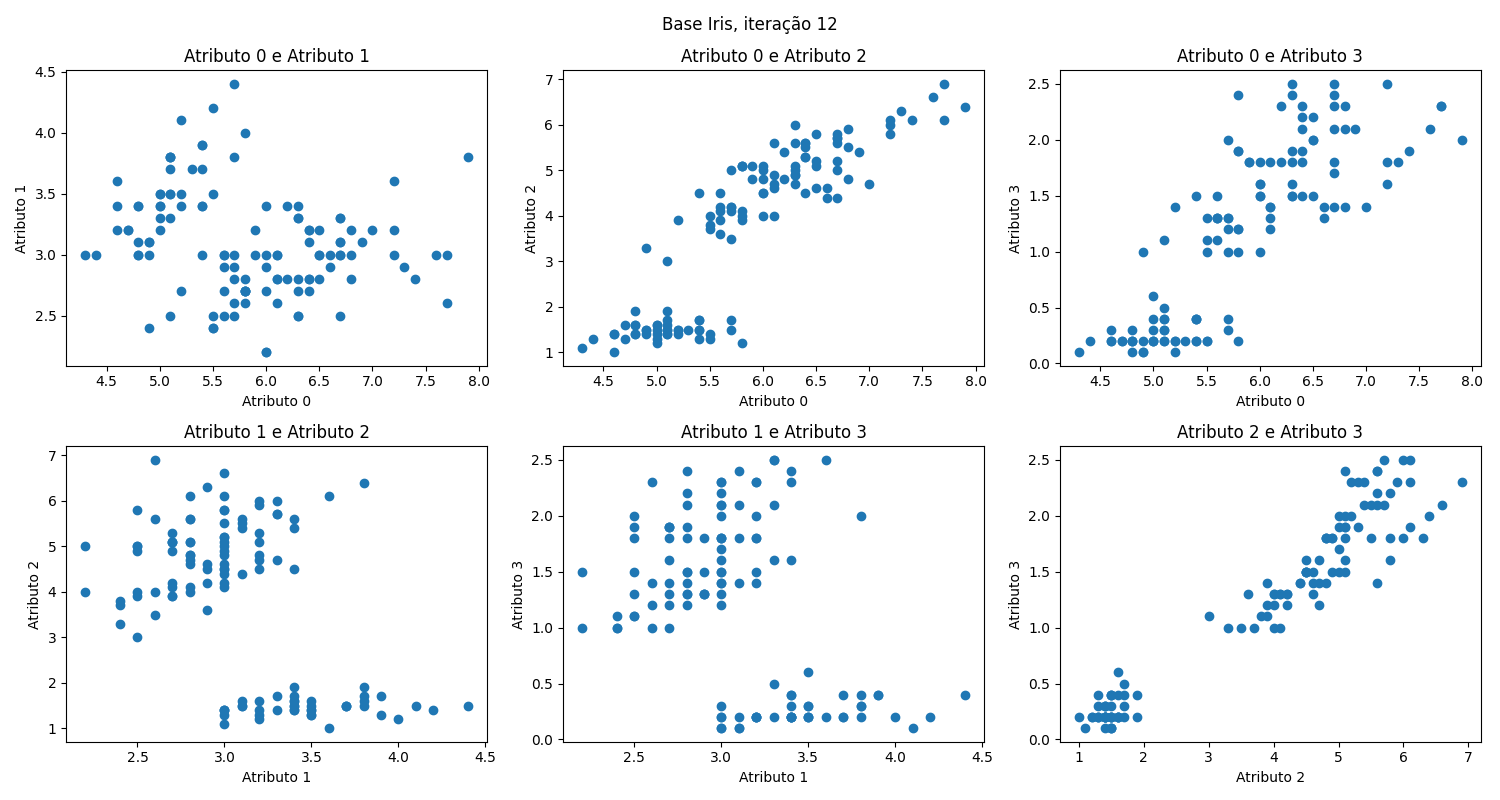 Base Iris, iteração 12
Atributo 0 e Atributo 1
Atributo 0 e Atributo 2
Atributo 0 e Atributo 3
4.5
4.0
3.5
3.0
2.5
Atributo 1
4.5 5.0 5.5 6.0 6.5 7.0 7.5 8.0
Atributo 0
7
6
5
4
3
2
1
Atributo 2
4.5 5.0 5.5 6.0 6.5 7.0 7.5 8.0
Atributo 0
2.5
2.0
1.5
1.0
0.5
0.0
Atributo 3
4.5 5.0 5.5 6.0 6.5 7.0 7.5 8.0
Atributo 0
Atributo 1 e Atributo 2
Atributo 1 e Atributo 3
Atributo 2 e Atributo 3
7
6
5
4
3
2
1
Atributo 2
2.5 3.0 3.5 4.0 4.5
Atributo 1
2.5
2.0
1.5
1.0
0.5
0.0
Atributo 3
2.5 3.0 3.5 4.0 4.5
Atributo 1
2.5
2.0
1.5
1.0
0.5
0.0
Atributo 3
1 2 3 4 5 6 7
Atributo 2